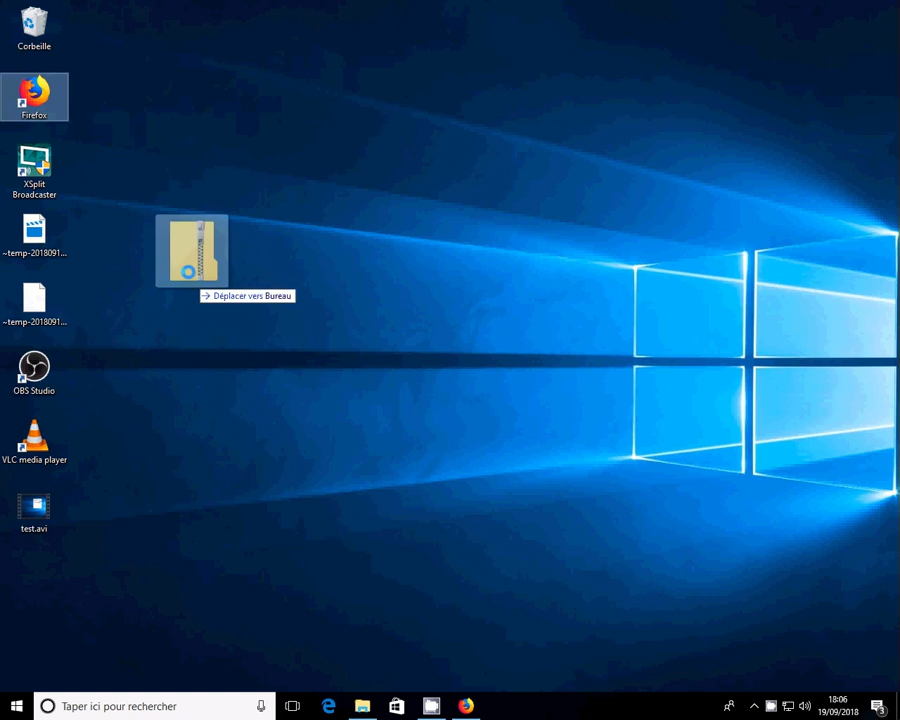 Corbeille
Firefox
XSplit
Broadcaster
~temp-2018091...
~temp-2018091...
OBS Studio
VLC media player
test.avi
Déplacer vers Bureau
Taper ici pour rechercher
18:06
19/09/2018
3